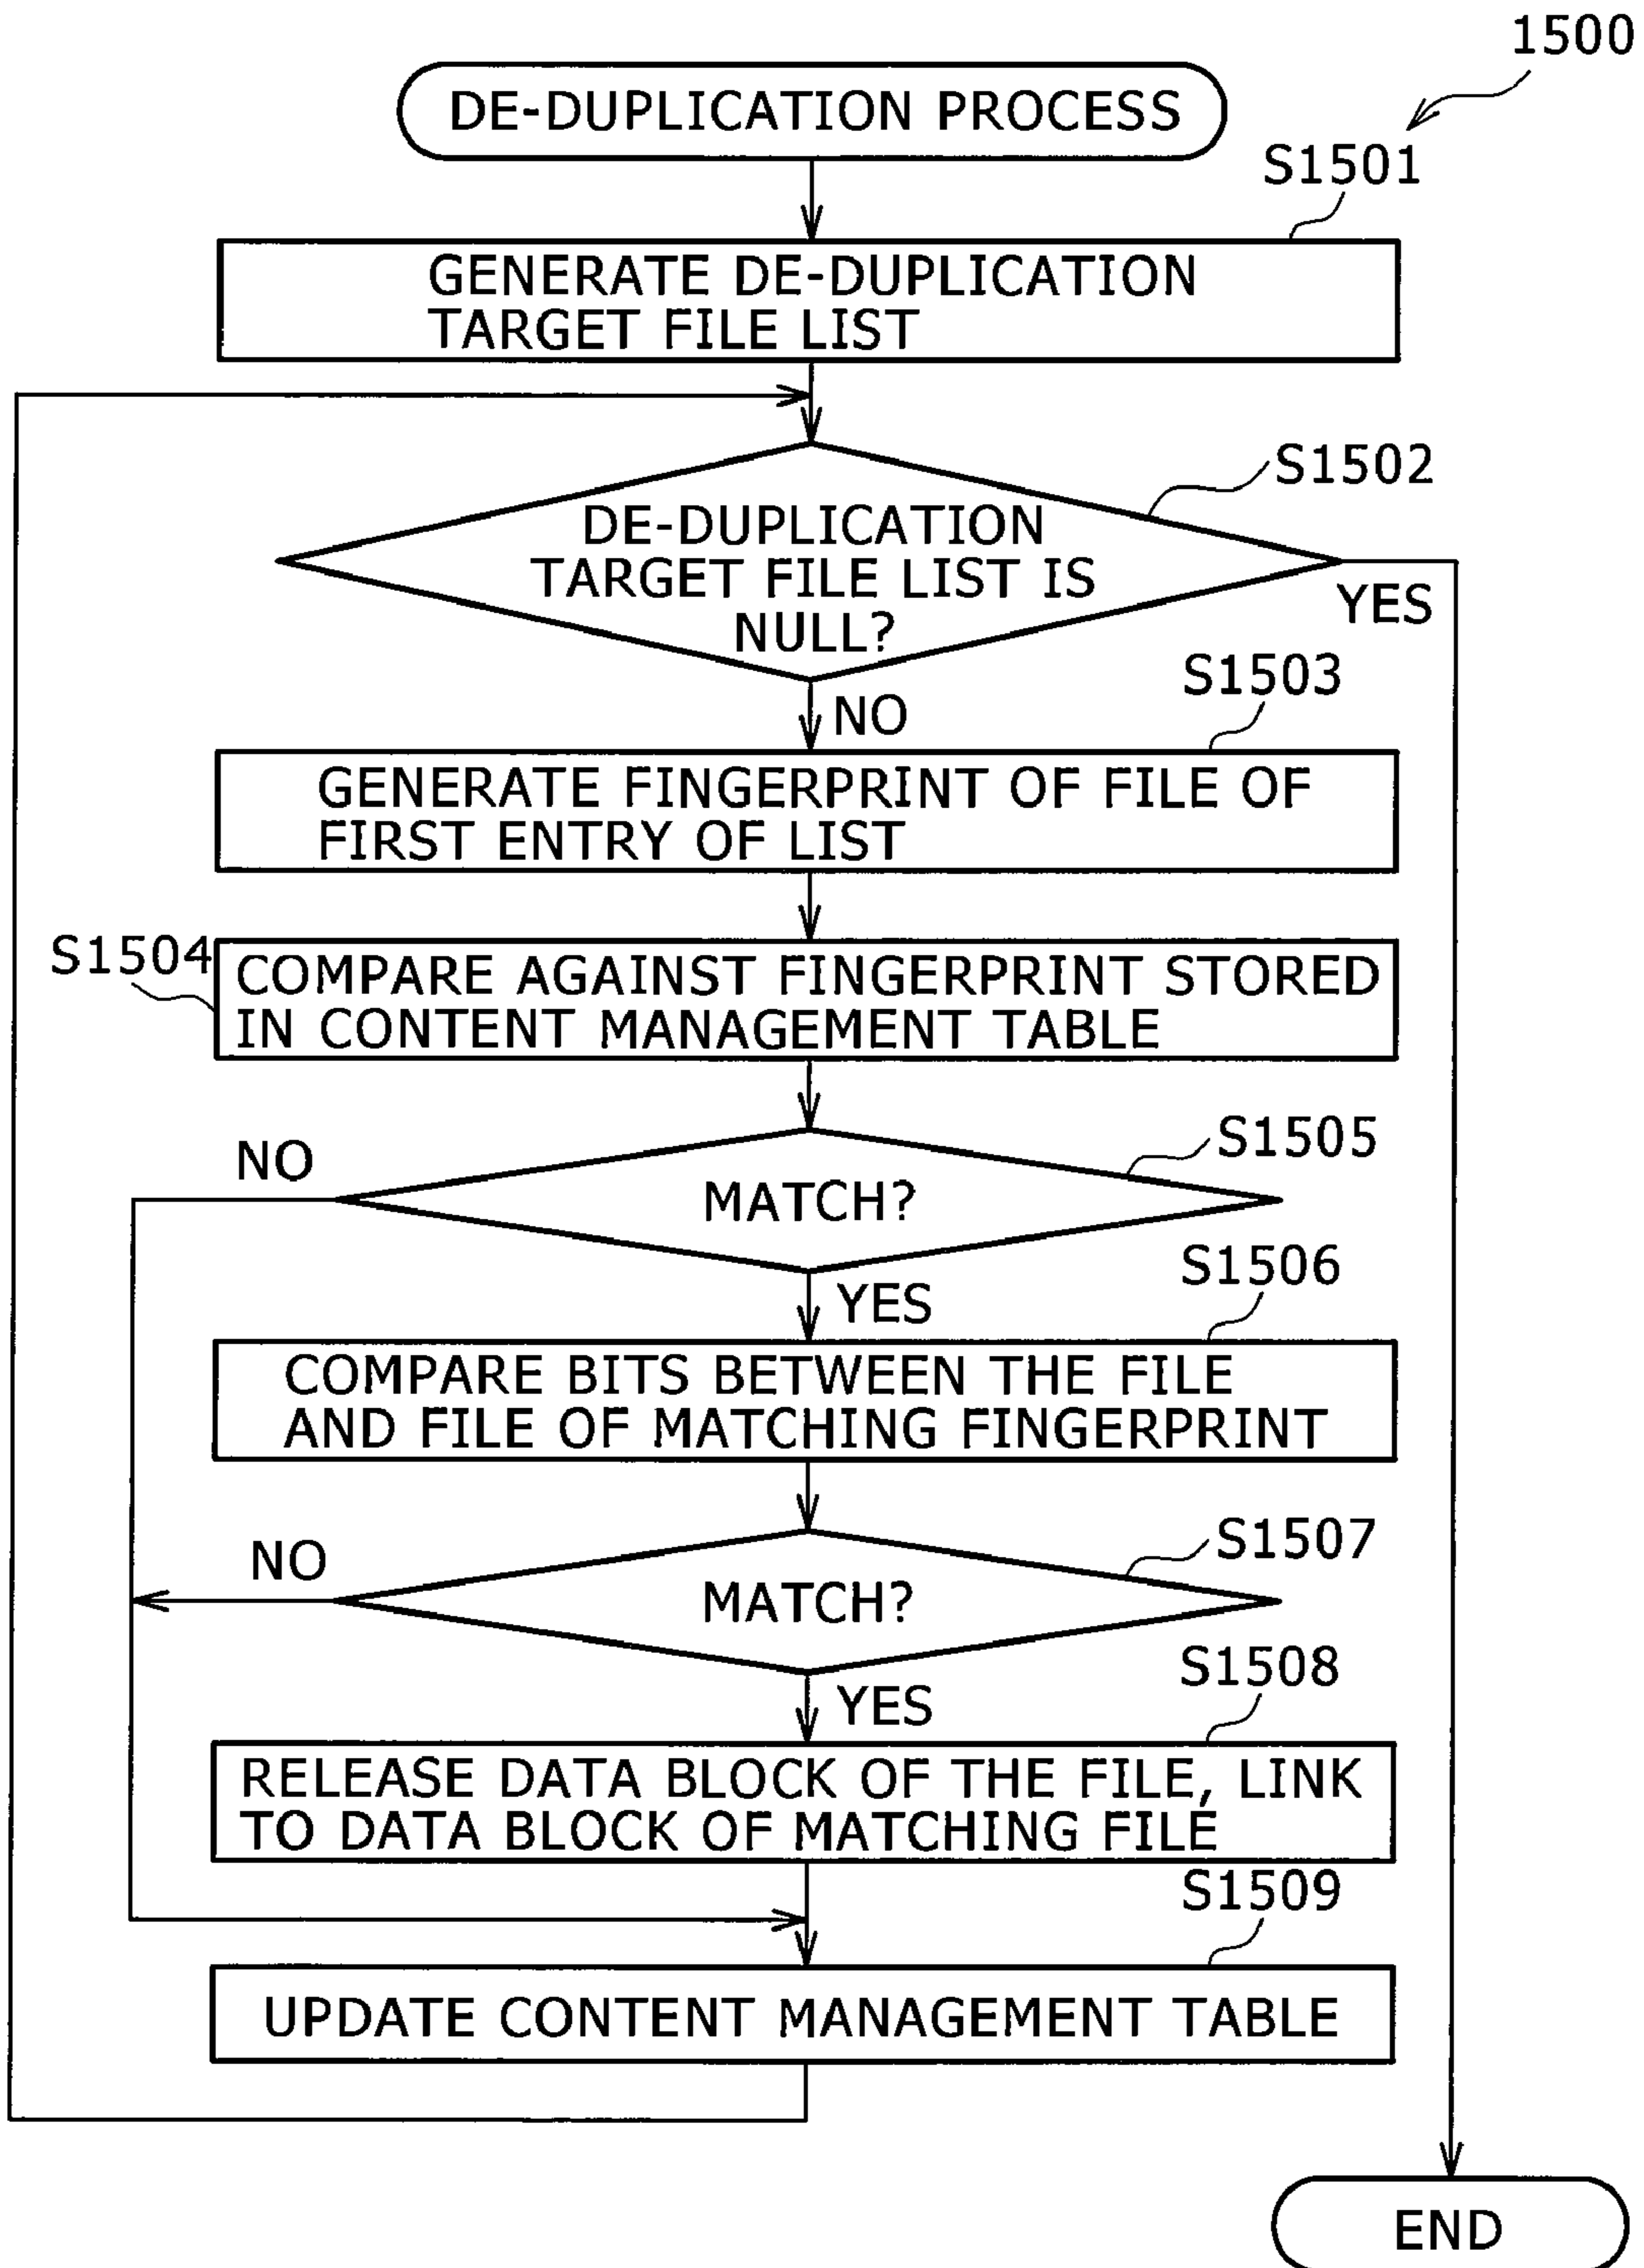 1500
DE-DUPLICATION PROCESS
S1501
GENERATE DE-DUPLICATION
TARGET FILE LIST
S1502
DE-DUPLICATION
TARGET FILE LIST IS
NULL?
YES
S1503
NO
GENERATE FINGERPRINT OF FILE OF
FIRST ENTRY OF LIST
S1504
COMPARE AGAINST FINGERPRINT STORED
IN CONTENT MANAGEMENT TABLE
S1505
NO
MATCH?
S1506
YES
COMPARE BITS BETWEEN THE FILE
AND FILE OF MATCHING FINGERPRINT
S1507
NO
MATCH?
S1508
YES
RELEASE DATA BLOCK OF THE FILE, LINK
TO DATA BLOCK OF MATCHING FILE
S1509
UPDATE CONTENT MANAGEMENT TABLE
END